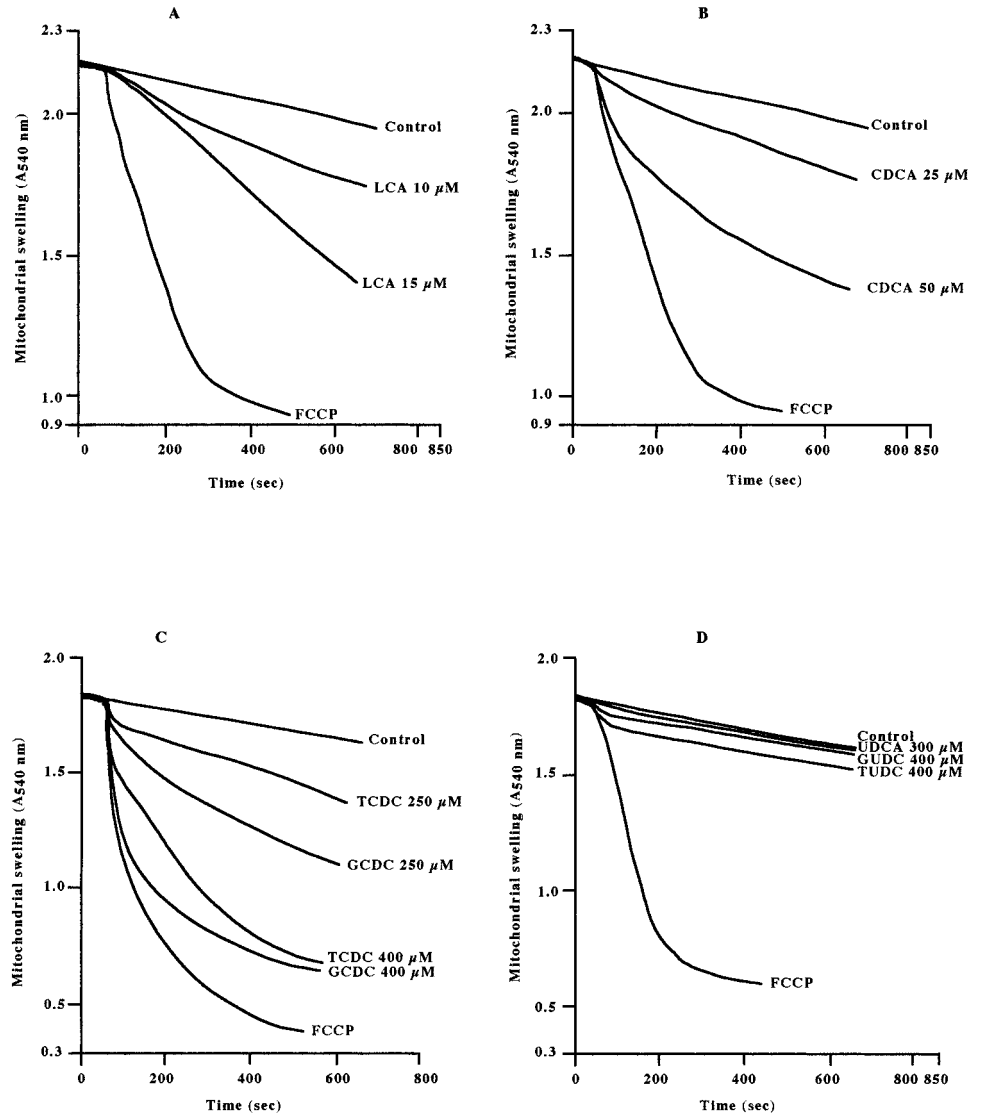 A
Mitochondrial swelling (A540 nm)
2.3
2.0
1.5
1.0
0.9
Control
LCA 10 µM
LCA 15 µM
FCCP
0 200 400 600 800 850
Time (sec)
B
Mitochondrial swelling (A540 nm)
2.3
2.0
1.5
1.0
0.9
Control
CDCA 25 µM
CDCA 50 µM
FCCP
0 200 400 600 800 850
Time (sec)
C
Mitochondrial swelling (A540 nm)
2.0
1.5
1.0
0.5
0.3
Control
TCDC 250 µM
GCDC 250 µM
TCDC 400 µM
GCDC 400 µM
FCCP
0 200 400 600 800
Time (sec)
D
Mitochondrial swelling (A540 nm)
2.0
1.5
1.0
0.5
0.3
Control
UDCA 300 µM
GUDC 400 µM
TUDC 400 µM
FCCP
0 200 400 600 800 850
Time (sec)